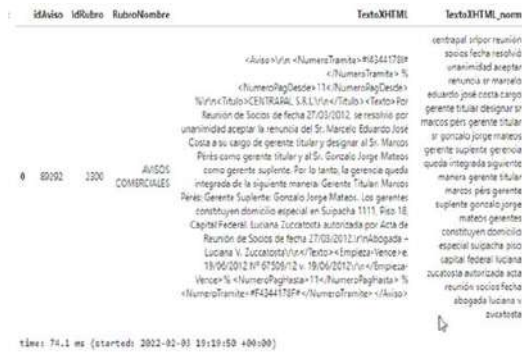 idAviso IdRubro RubroNombre TextoXHTML TextoXHTML_norm
0 89292 2300 AVISOS COMERCIALES
<Aviso>\r\n <NumeroTramite>#I4344178I#
</NumeroTramite> %
<NumeroPagDesde>11</NumeroPagDesde>
%\r\n<Titulo>CENTRAPAL S.R.L\r\n</Titulo> <Texto>Por
Reunión de Socios de fecha 27/03/2012, se resolvió por
unanimidad aceptar la renuncia del Sr. Marcelo Eduardo José
Costa a su cargo de gerente titular y designar al Sr. Marcos
Pérès como gerente titular y al Sr. Gonzalo Jorge Mateos
como gerente suplente. Por lo tanto, la gerencia queda
integrada de la siguiente manera: Gerente Titular: Marcos
Perés; Gerente Suplente: Gonzalo Jorge Mateos. Los gerentes
constituyen domicilio especial en Suipacha 1111, Piso 18,
Capital Federal. Luciana Zuccatosta autorizada por Acta de
Reunión de Socios de fecha 27/03/2012.\r\nAbogada –
Luciana V. Zuccatosta\r\n</Texto> <Empieza-Vence>e.
19/06/2012 Nº 67509/12 v. 19/06/2012\r\n</Empieza-
Vence> % <NumeroPagHasta>11</NumeroPagHasta> %
<NumeroTramite>#F4344178F#</NumeroTramite> </Aviso>
centrapal srlpor reunión
socios fecha resolvió
unanimidad aceptar
renuncia sr marcelo
eduardo josé costa cargo
gerente titular designar sr
marcos pérs gerente titular
sr gonzalo jorge mateos
gerente suplente gerencia
queda integrada siguiente
manera gerente titular
marcos pérs gerente
suplente gonzalo jorge
mateos gerentes
constituyen domicilio
especial suipacha piso
capital federal luciana
zucatosta autorizada acta
reunión socios fecha
abogada luciana v
zucatosta
time: 74.1 ms (started: 2022-02-03 19:19:50 +00:00)